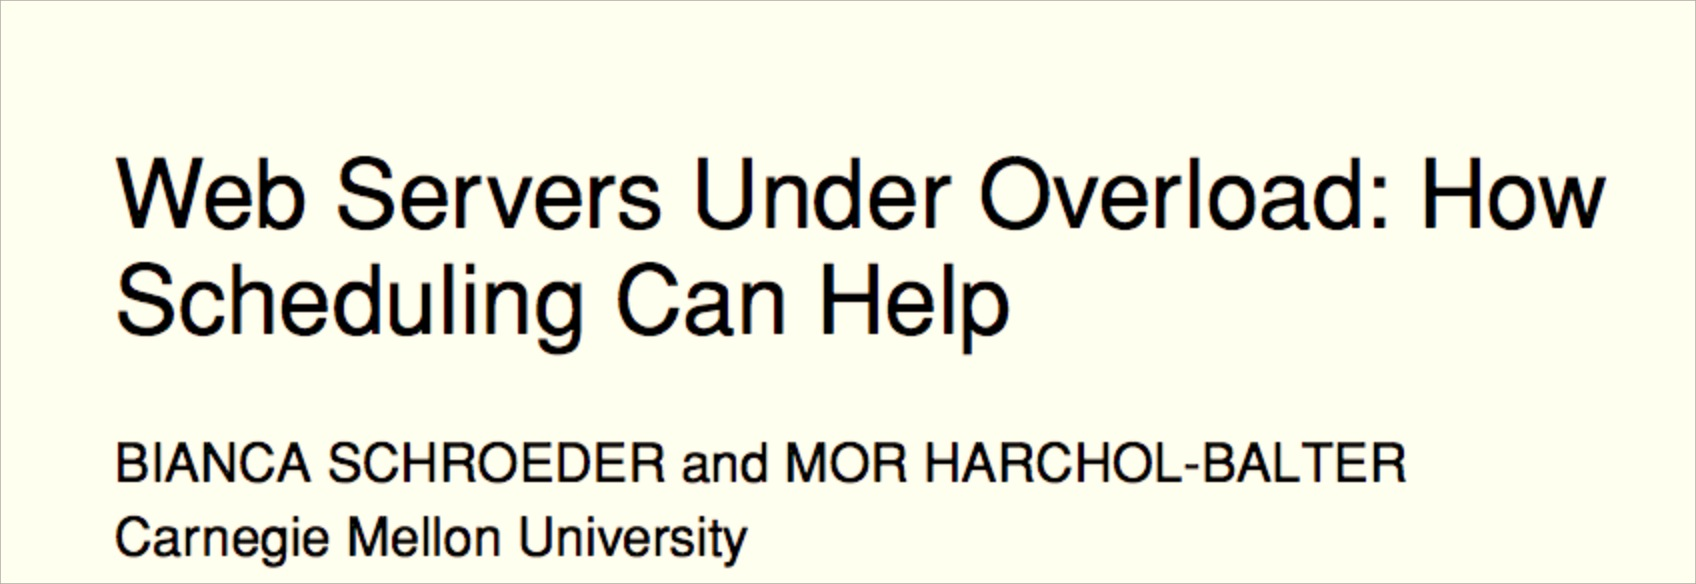 Web Servers Under Overload: How
Scheduling Can Help
BIANCA SCHROEDER and MOR HARCHOL-BALTER
Carnegie Mellon University